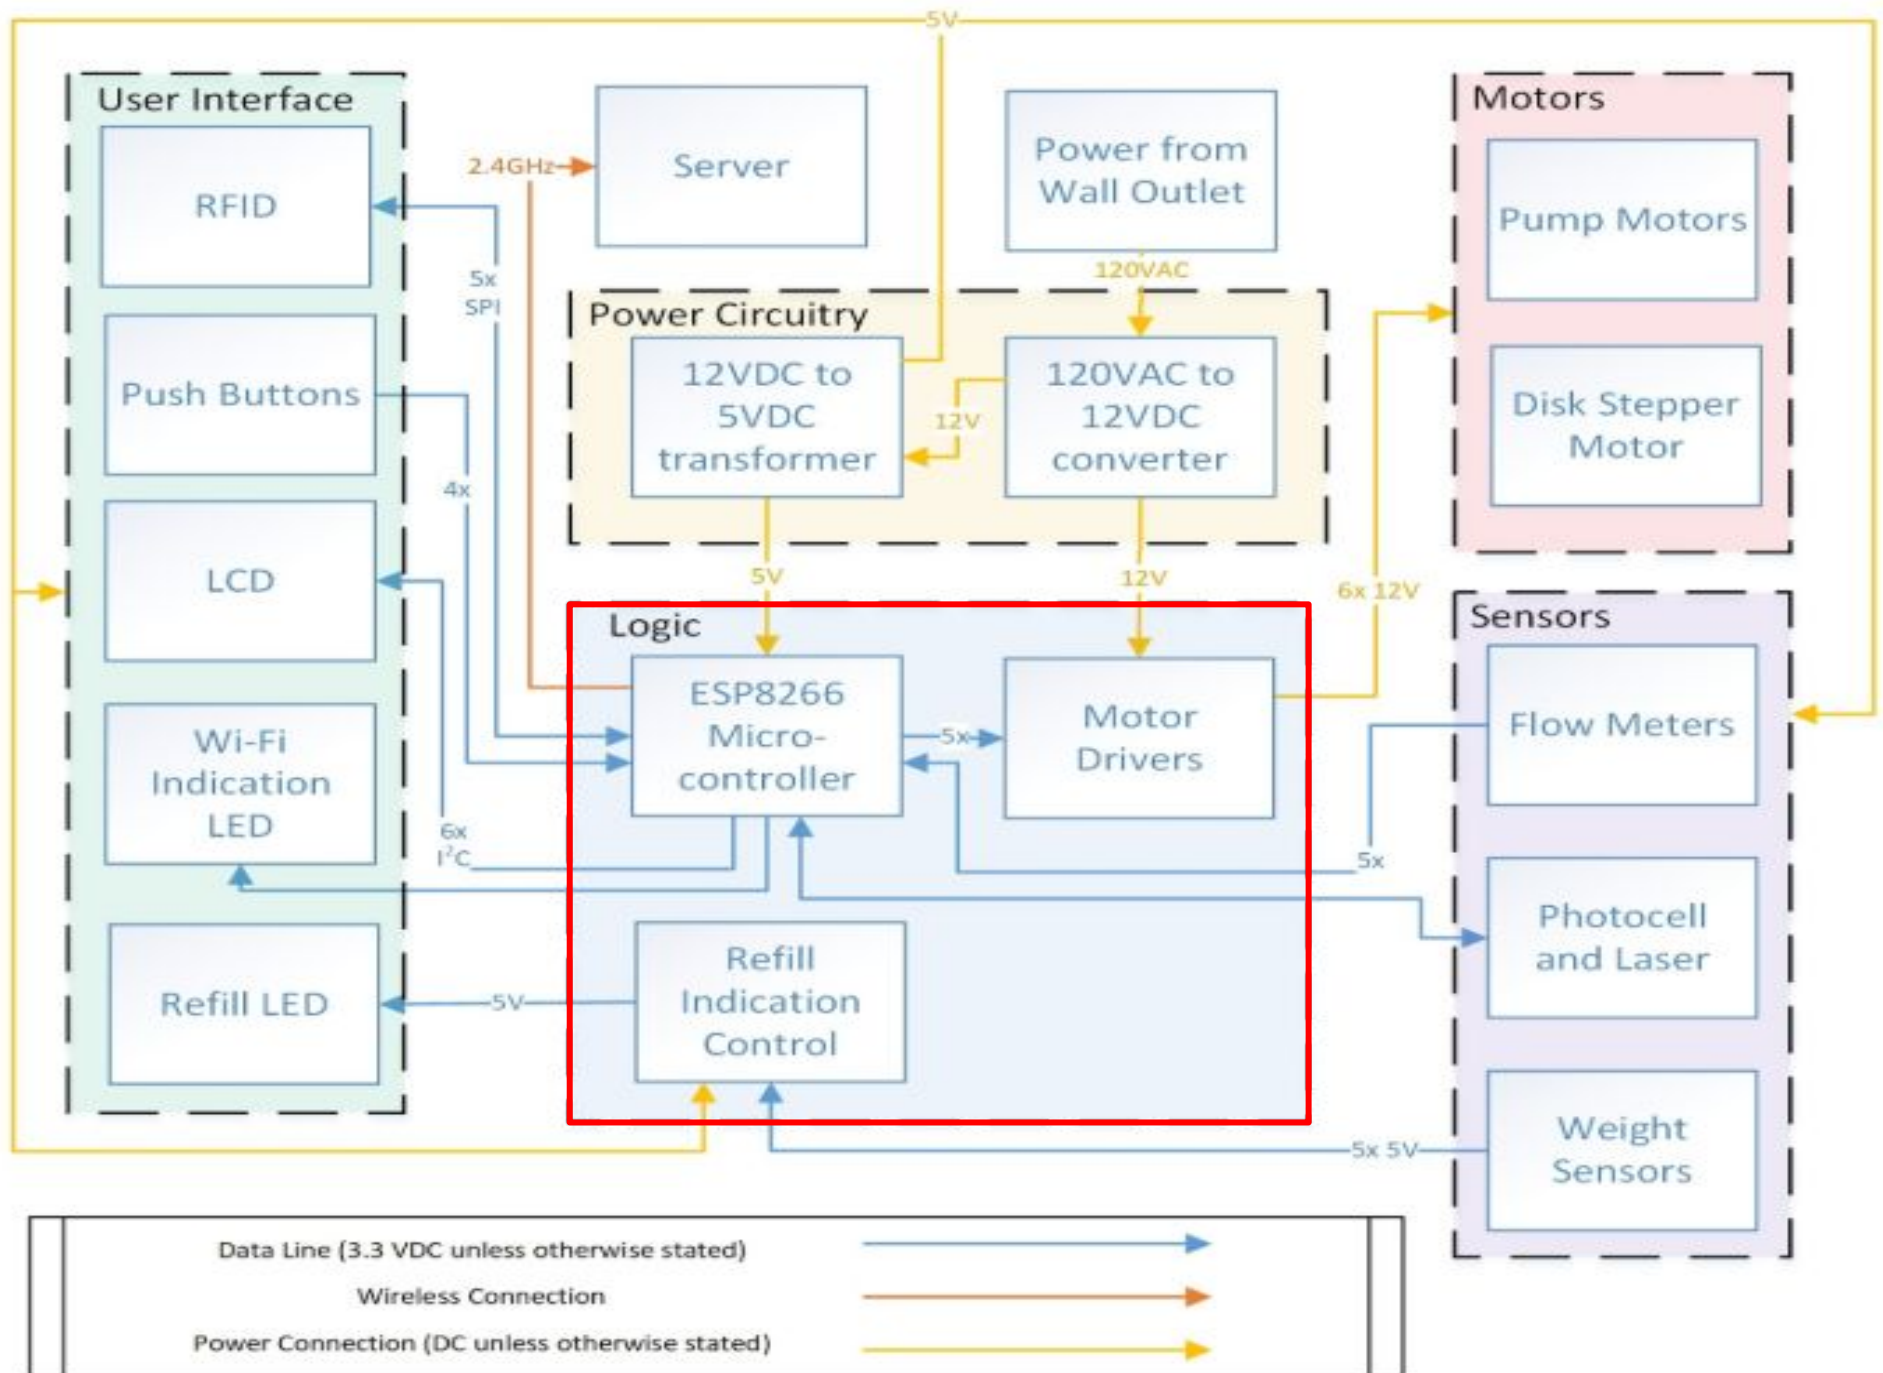 5V
User Interface
RFID
Push Buttons
LCD
Wi-Fi
Indication
LED
Refill LED
2.4GHz
Server
Power from
Wall Outlet
120VAC
5x
SPI
4x
6x
I²C
5V
Power Circuitry
12VDC to
5VDC
transformer
12V
120VAC to
12VDC
converter
5V
12V
6x 12V
Motors
Pump Motors
Disk Stepper
Motor
Logic
ESP8266
Micro-
controller
5x
Motor
Drivers
Refill
Indication
Control
Sensors
Flow Meters
5x
Photocell
and Laser
Weight
Sensors
5x 5V
Data Line (3.3 VDC unless otherwise stated)
Wireless Connection
Power Connection (DC unless otherwise stated)